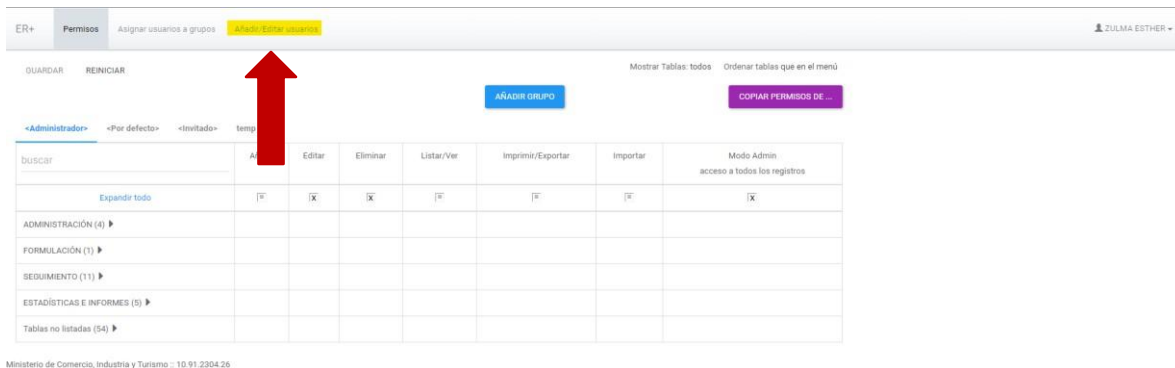 ER+ Permisos Asignar usuarios a grupos Añadir/Editar usuarios ZULMA ESTHER
GUARDAR REINICIAR Mostrar Tablas: todos Ordenar tablas que en el menú
AÑADIR GRUPO COPIAR PERMISOS DE ...
<Administrador> <Por defecto> <Invitado> temp
buscar Editar Eliminar Listar/Ver Imprimir/Exportar Importar Modo Admin
acceso a todos los registros
Expandir todo
ADMINISTRACIÓN (4)
FORMULACIÓN (1)
SEGUIMIENTO (11)
ESTADÍSTICAS E INFORMES (5)
Tablas no listadas (54)
Ministerio de Comercio, Industria y Turismo :: 10.91.2304.26